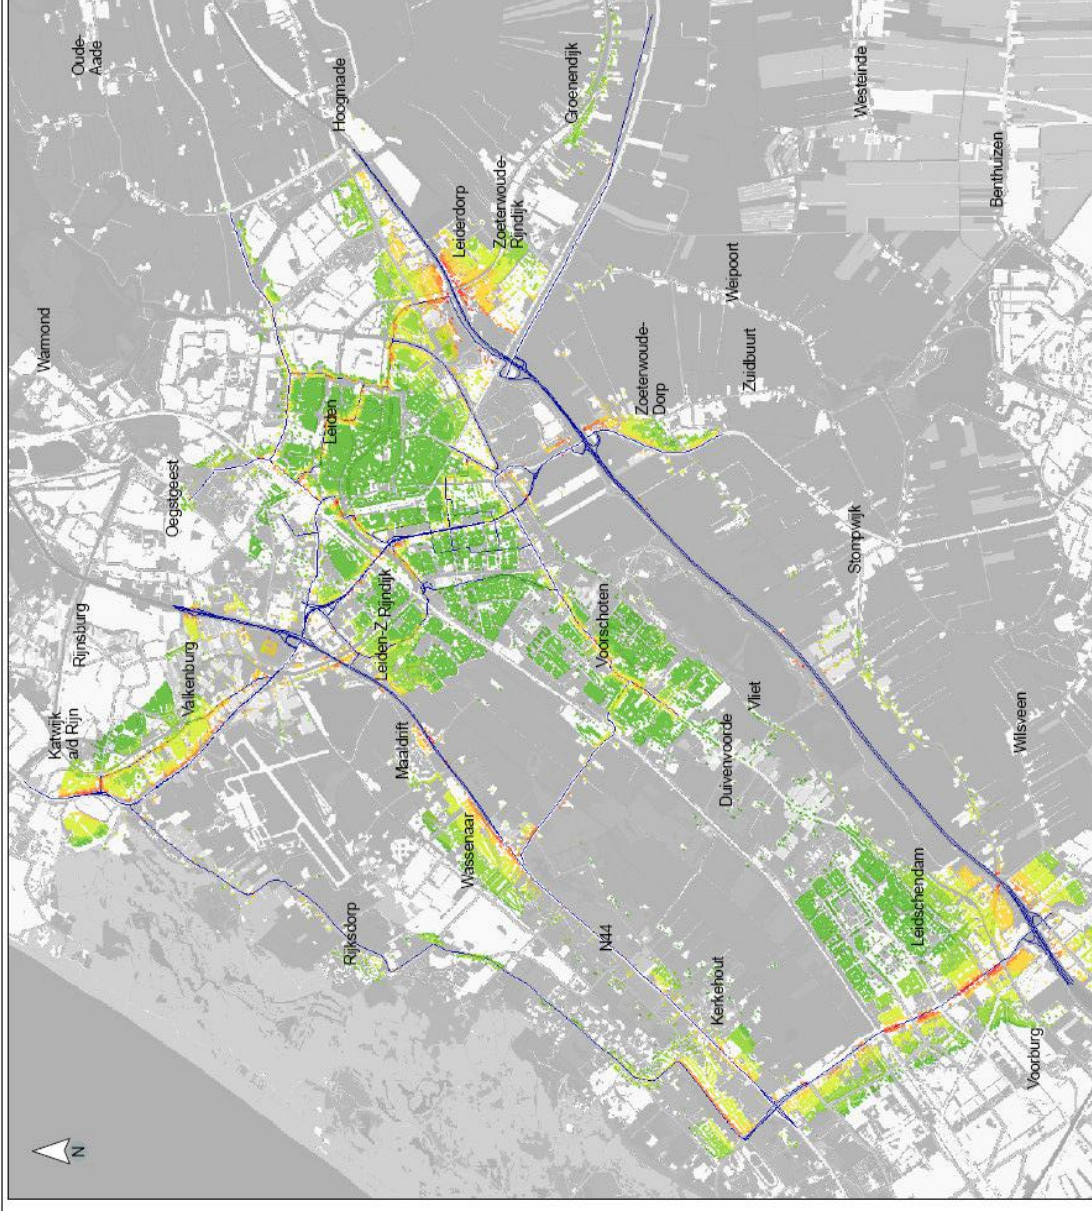 Oude-
Aade
Hoogmade
Groenendijk
Westeinde
Benthuizen
Warmond
Leiderdorp
Zoeterwoude-
Rijndijk
Weipoort
Zuidbuurt
Zoeterwoude-
Dorp
Oegstgeest
Leiden
Stompwijk
Rijnsburg
Valkenburg
Katwijk
a/d Rijn
Leiden-Z Rijndijk
Voorschoten
Maaldrift
Duivenvoorde
Vliet
Wilsveen
Wassenaar
Rijksdorp
N44
Leidschendam
Kerkehout
Voorburg
N